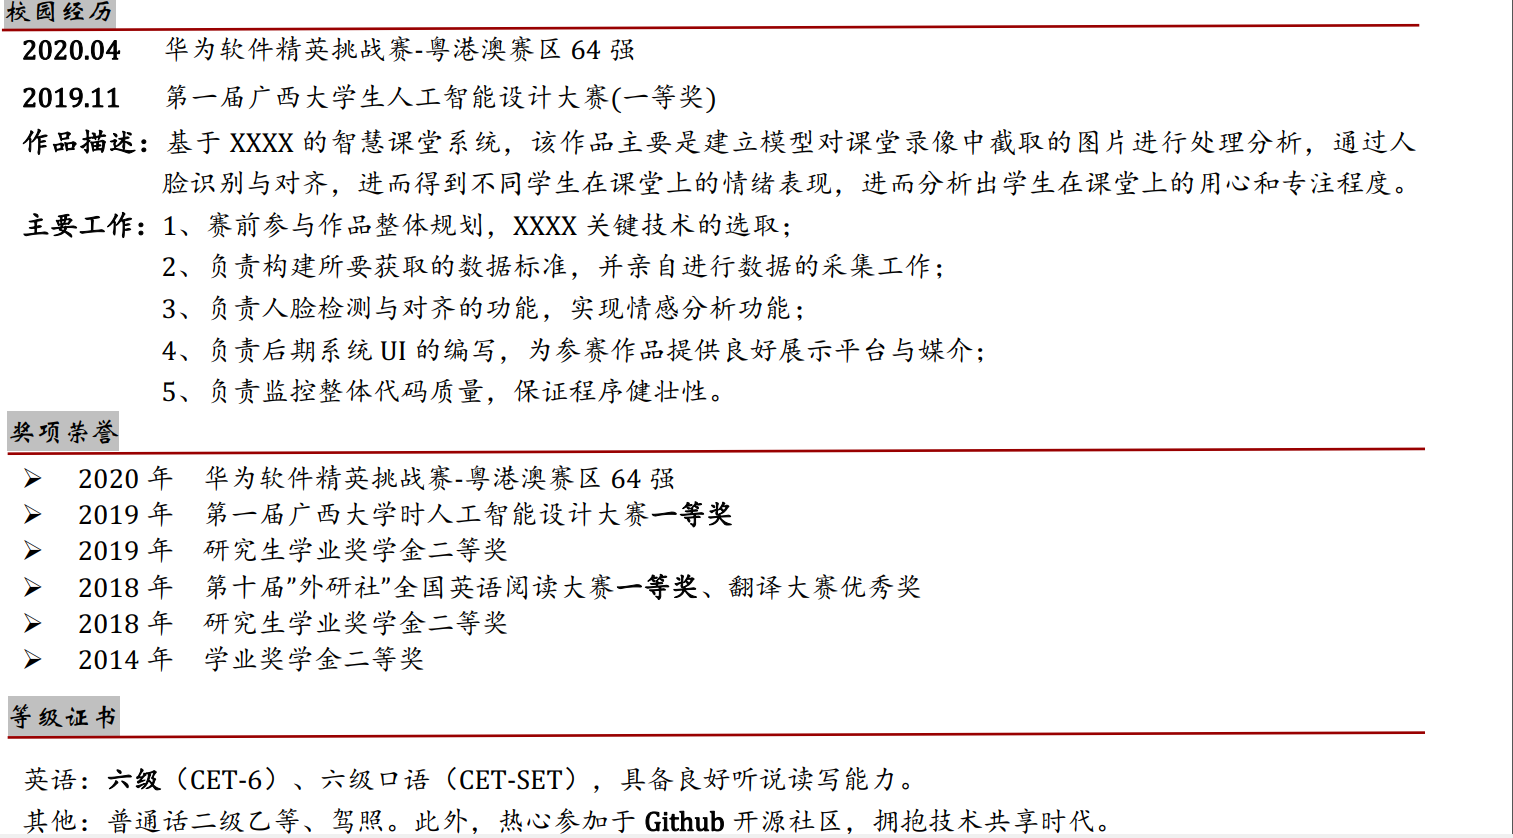 校园经历
2020.04 华为软件精英挑战赛-粤港澳赛区 64 强
2019.11 第一届广西大学生人工智能设计大赛(一等奖)
作品描述：基于 XXXX 的智慧课堂系统，该作品主要是建立模型对课堂录像中截取的图片进行处理分析，通过人
脸识别与对齐，进而得到不同学生在课堂上的情绪表现，进而分析出学生在课堂上的用心和专注程度。
主要工作：1、赛前参与作品整体规划，XXXX 关键技术的选取；
2、负责构建所要获取的数据标准，并亲自进行数据的采集工作；
3、负责人脸检测与对齐的功能，实现情感分析功能；
4、负责后期系统 UI 的编写，为参赛作品提供良好展示平台与媒介；
5、负责监控整体代码质量，保证程序健壮性。
奖项荣誉
➢ 2020 年 华为软件精英挑战赛-粤港澳赛区 64 强
➢ 2019 年 第一届广西大学时人工智能设计大赛一等奖
➢ 2019 年 研究生学业奖学金二等奖
➢ 2018 年 第十届”外研社”全国英语阅读大赛一等奖、翻译大赛优秀奖
➢ 2018 年 研究生学业奖学金二等奖
➢ 2014 年 学业奖学金二等奖
等级证书
英语：六级（CET-6）、六级口语（CET-SET），具备良好听说读写能力。
其他：普通话二级乙等、驾照。此外，热心参加于 Github 开源社区，拥抱技术共享时代。